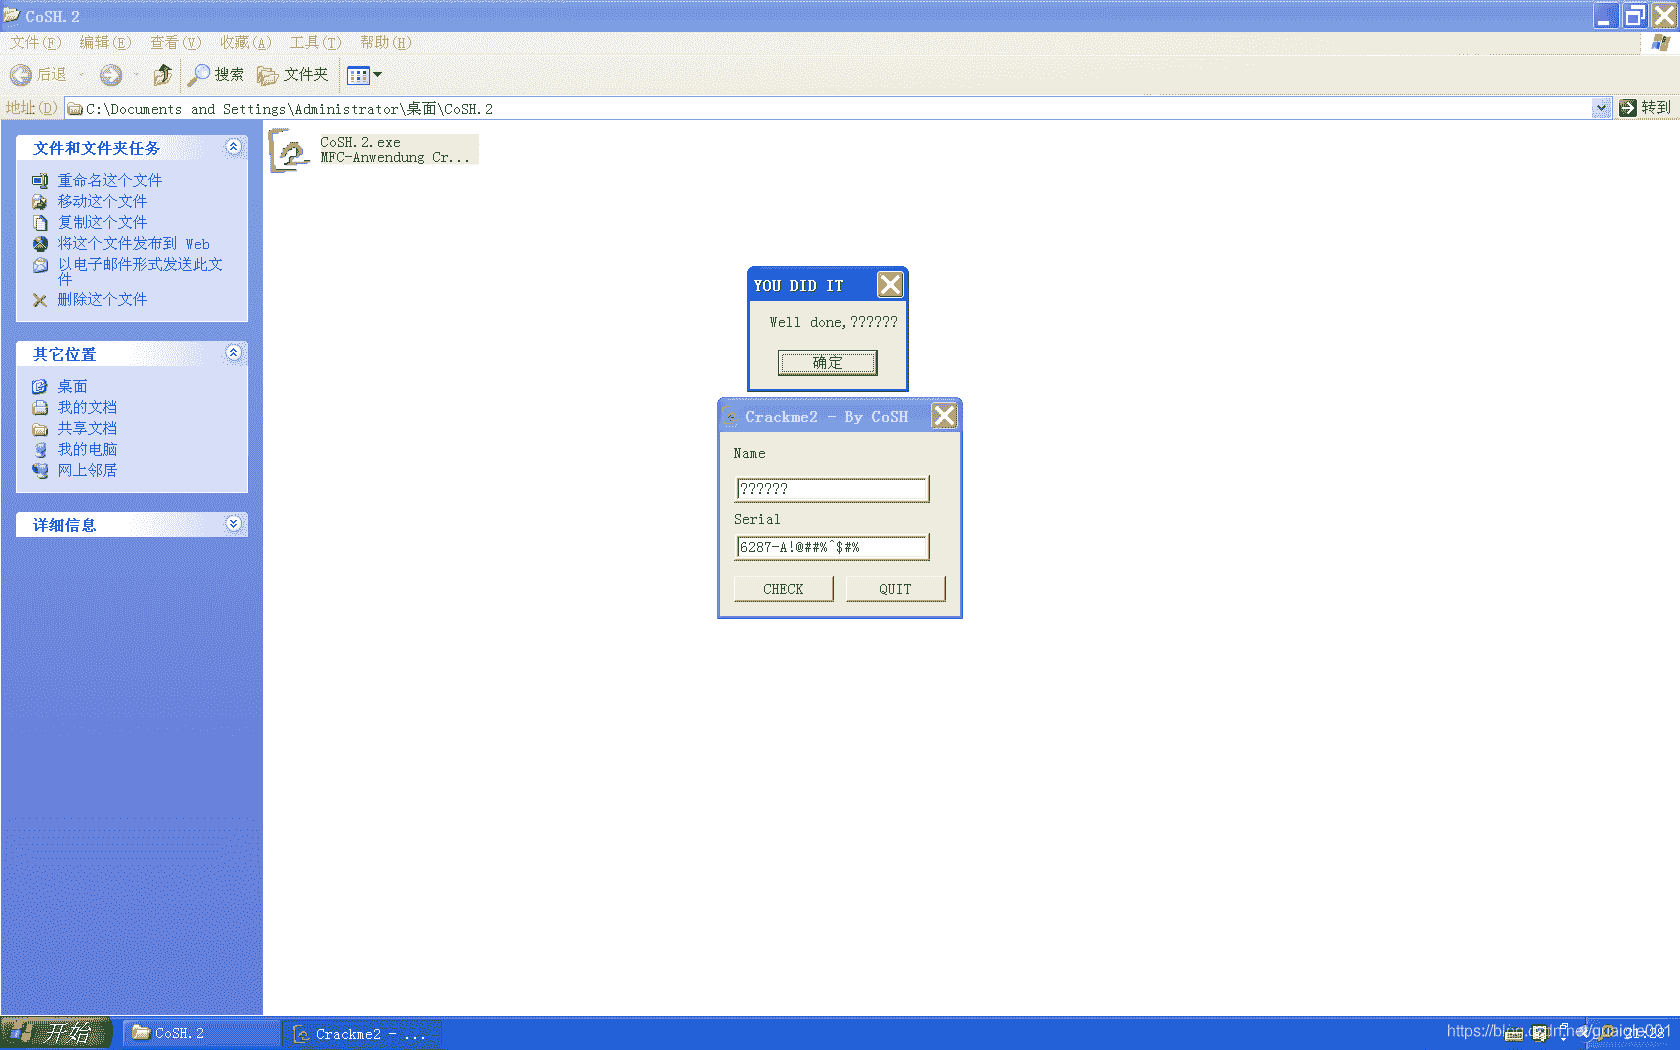 CoSH.2
文件(F) 编辑(E) 查看(V) 收藏(A) 工具(T) 帮助(H)
后退 搜索 文件夹
地址(D) C:\Documents and Settings\Administrator\桌面\CoSH.2 转到
文件和文件夹任务
重命名这个文件
移动这个文件
复制这个文件
将这个文件发布到 Web
以电子邮件形式发送此文
件
删除这个文件
其它位置
桌面
我的文档
共享文档
我的电脑
网上邻居
详细信息
CoSH.2.exe
MFC-Anwendung Cr...
YOU DID IT
Well done,??????
确定
Crackme2 - By CoSH
Name
??????
Serial
6287-A!@##%^$#%
CHECK QUIT
开始 CoSH.2 Crackme2 - ...